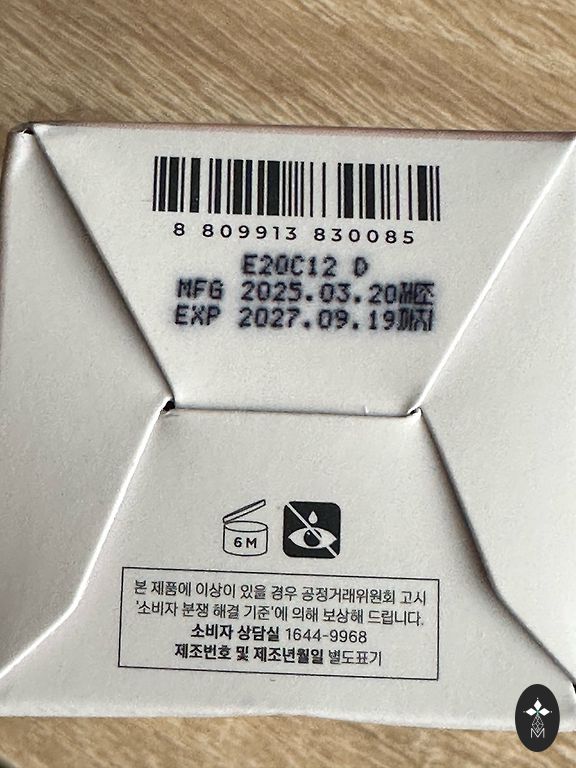 8 809913 830085
E20C12 D
MFG 2025.03.20제조
EXP 2027.09.19까지
6M
본 제품에 이상이 있을 경우 공정거래위원회 고시
'소비자 분쟁 해결 기준'에 의해 보상해 드립니다.
소비자 상담실 1644-9968
제조번호 및 제조년월일 별도표기
M